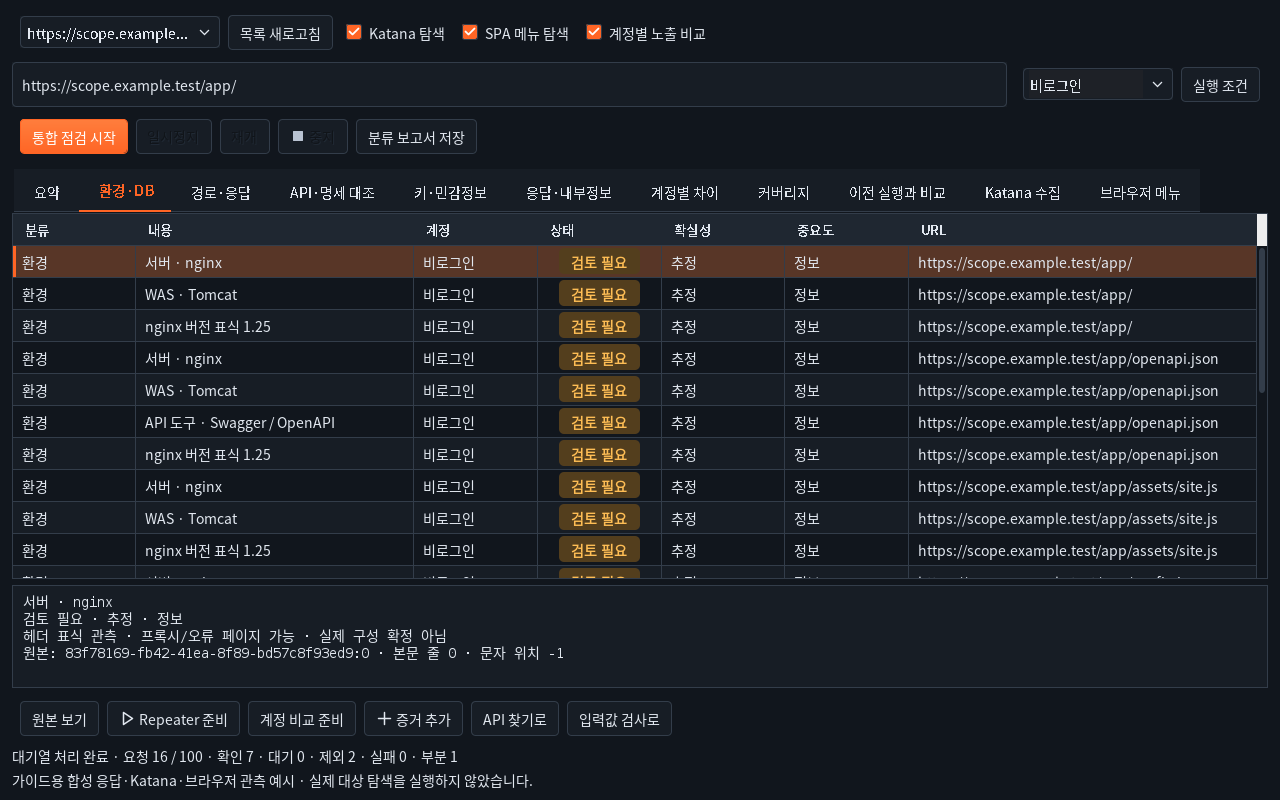 https://scope.example... 목록 새로고침 Katana 탐색 SPA 메뉴 탐색 계정별 노출 비교
https://scope.example.test/app/ 비로그인 실행 조건
통합 점검 시작 일시정지 재개 중지 분류 보고서 저장
요약 환경·DB 경로·응답 API·명세 대조 키·민감정보 응답·내부정보 계정별 차이 커버리지 이전 실행과 비교 Katana 수집 브라우저 메뉴
분류 내용 계정 상태 확실성 중요도 URL
환경 서버 · nginx 비로그인 검토 필요 추정 정보 https://scope.example.test/app/
환경 WAS · Tomcat 비로그인 검토 필요 추정 정보 https://scope.example.test/app/
환경 nginx 버전 표식 1.25 비로그인 검토 필요 추정 정보 https://scope.example.test/app/
환경 서버 · nginx 비로그인 검토 필요 추정 정보 https://scope.example.test/app/openapi.json
환경 WAS · Tomcat 비로그인 검토 필요 추정 정보 https://scope.example.test/app/openapi.json
환경 API 도구 · Swagger / OpenAPI 비로그인 검토 필요 추정 정보 https://scope.example.test/app/openapi.json
환경 nginx 버전 표식 1.25 비로그인 검토 필요 추정 정보 https://scope.example.test/app/openapi.json
환경 서버 · nginx 비로그인 검토 필요 추정 정보 https://scope.example.test/app/assets/site.js
환경 WAS · Tomcat 비로그인 검토 필요 추정 정보 https://scope.example.test/app/assets/site.js
환경 nginx 버전 표식 1.25 비로그인 검토 필요 추정 정보 https://scope.example.test/app/assets/site.js
서버 · nginx
검토 필요 · 추정 · 정보
헤더 표식 관측 · 프록시/오류 페이지 가능 · 실제 구성 확정 아님
원본: 83f78169-fb42-41ea-8f89-bd57c8f93ed9:0 · 본문 줄 0 · 문자 위치 -1
원본 보기 Repeater 준비 계정 비교 준비 증거 추가 API 찾기로 입력값 검사로
대기열 처리 완료 · 요청 16 / 100 · 확인 7 · 대기 0 · 제외 2 · 실패 0 · 부분 1
가이드용 합성 응답·Katana·브라우저 관측 예시 · 실제 대상 탐색을 실행하지 않았습니다.